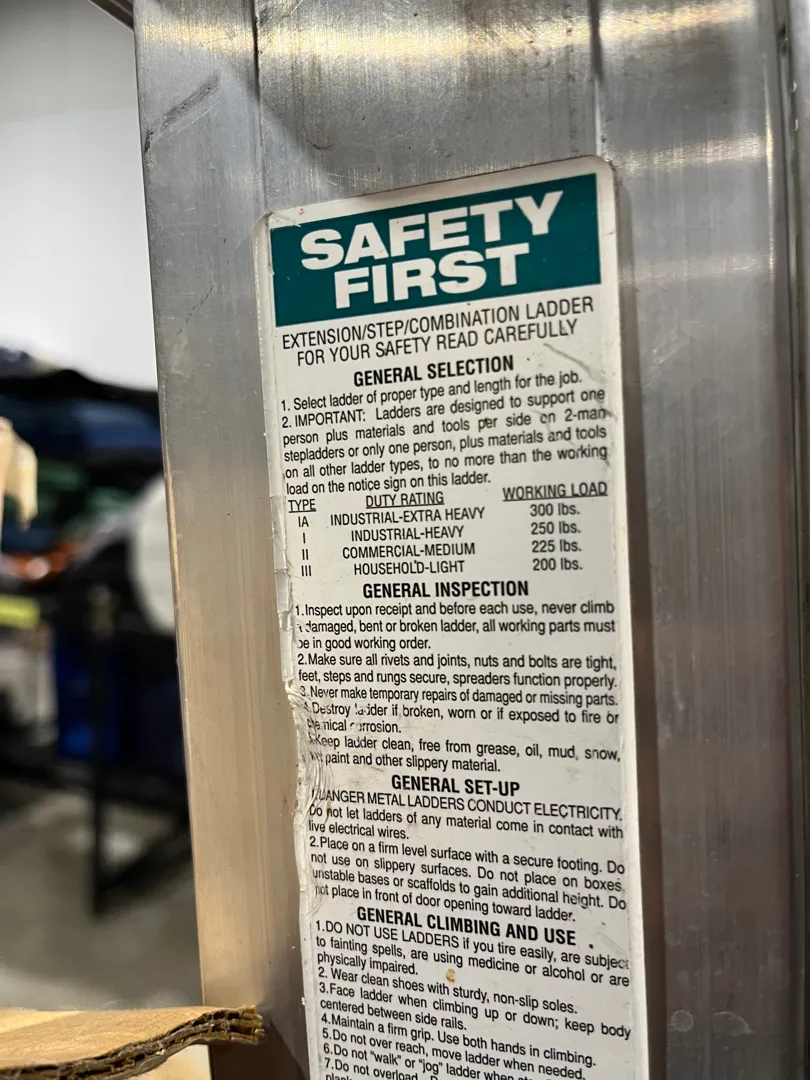 SAFETY
FIRST
EXTENSION/STEP/COMBINATION LADDER
FOR YOUR SAFETY READ CAREFULLY
GENERAL SELECTION
1. Select ladder of proper type and length for the job.
2. IMPORTANT: Ladders are designed to support one
person plus materials and tools per side on 2-man
stepladders or only one person, plus materials and tools
on all other ladder types, to no more than the working
load on the notice sign on this ladder.
TYPE DUTY RATING WORKING LOAD
IA INDUSTRIAL-EXTRA HEAVY 300 lbs.
I INDUSTRIAL-HEAVY 250 lbs.
II COMMERCIAL-MEDIUM 225 lbs.
III HOUSEHOLD-LIGHT 200 lbs.
GENERAL INSPECTION
1.Inspect upon receipt and before each use, never climb
damaged, bent or broken ladder, all working parts must
be in good working order.
2.Make sure all rivets and joints, nuts and bolts are tight,
feet, steps and rungs secure, spreaders function properly.
3.Never make temporary repairs of damaged or missing parts.
Destroy ladder if broken, worn or if exposed to fire or
chemical corrosion.
Keep ladder clean, free from grease, oil, mud, snow,
wet paint and other slippery material.
GENERAL SET-UP
DANGER METAL LADDERS CONDUCT ELECTRICITY.
Do not let ladders of any material come in contact with
live electrical wires.
2.Place on a firm level surface with a secure footing. Do
not use on slippery surfaces. Do not place on boxes,
unstable bases or scaffolds to gain additional height. Do
not place in front of door opening toward ladder.
GENERAL CLIMBING AND USE
1.DO NOT USE LADDERS if you tire easily, are subject
to fainting spells, are using medicine or alcohol or are
physically impaired.
2. Wear clean shoes with sturdy, non-slip soles.
3.Face ladder when climbing up or down; keep body
centered between side rails.
4.Maintain a firm grip. Use both hands in climbing.
5.Do not over reach, move ladder when needed.
6.Do not "walk" or "jog" ladder when
7.Do not overload.